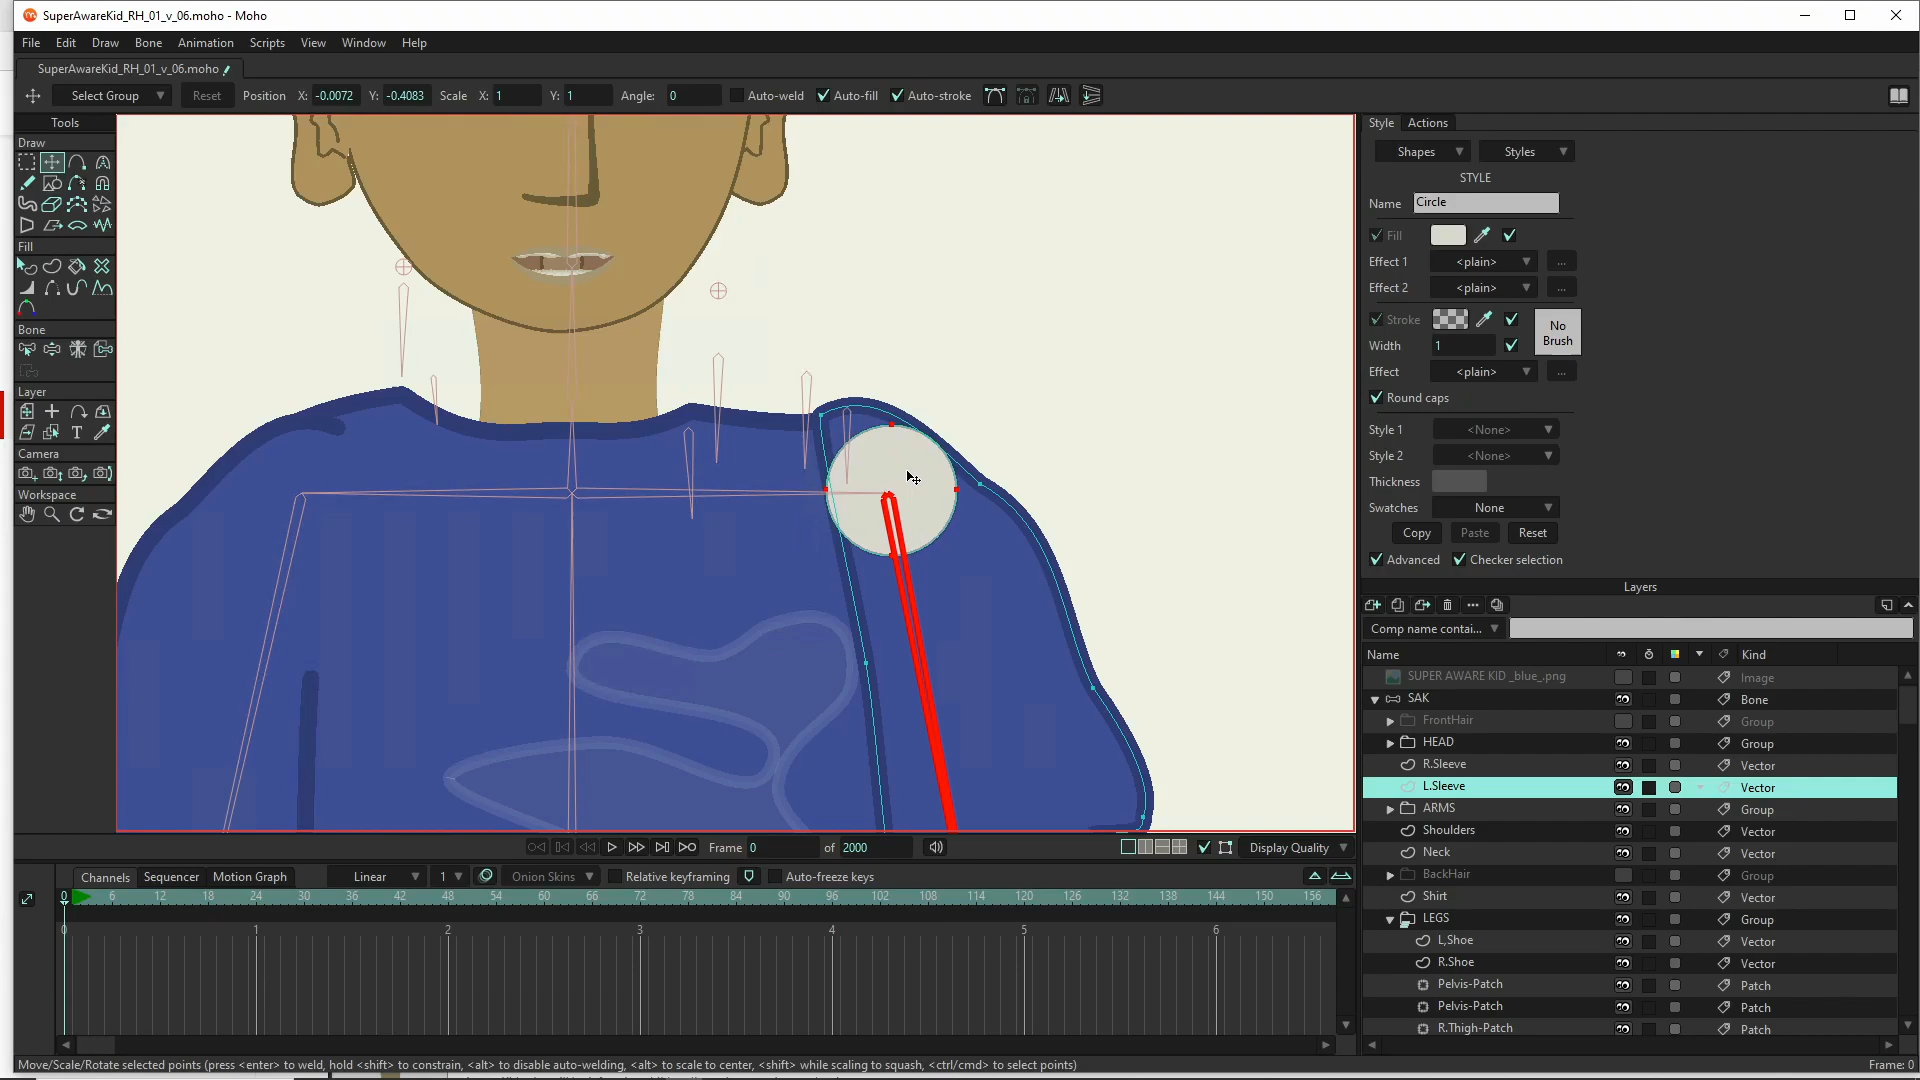 SuperAwareKid_RH_01_v_06.moho - Moho
File Edit Draw Bone Animation Scripts View Window Help
SuperAwareKid_RH_01_v_06.moho
Select Group Reset Position X: -0.0072 Y: -0.4083 Scale X: 1 Y: 1 Angle: 0 Auto-weld Auto-fill Auto-stroke
Tools
Draw
Fill
Bone
Layer
Camera
Workspace
Style Actions
Shapes Styles
STYLE
Name Circle
Fill
Effect 1 <plain> ...
Effect 2 <plain> ...
Stroke
No Brush
Width 1
Effect <plain> ...
Round caps
Style 1 <None>
Style 2 <None>
Thickness
Swatches None
Copy Paste Reset
Advanced Checker selection
Layers
Comp name contai...
Name Kind
SUPER AWARE KID _blue_.png Image
SAK Bone
FrontHair Group
HEAD Group
R.Sleeve Vector
L.Sleeve Vector
ARMS Group
Shoulders Vector
Neck Vector
BackHair Group
Shirt Vector
LEGS Group
L,Shoe Vector
R.Shoe Vector
Pelvis-Patch Patch
Pelvis-Patch Patch
R.Thigh-Patch Patch
Frame 0 of 2000 Display Quality
Channels Sequencer Motion Graph Linear 1 Onion Skins Relative keyframing Auto-freeze keys
0 6 12 18 24 30 36 42 48 54 60 66 72 78 84 90 96 102 108 114 120 126 132 138 144 150 156
0 1 2 3 4 5 6
Move/Scale/Rotate selected points (press <enter> to weld, hold <shift> to constrain, <alt> to disable auto-welding, <alt> to scale to center, <shift> while scaling to squash, <ctrl/cmd> to select points)
Frame: 0